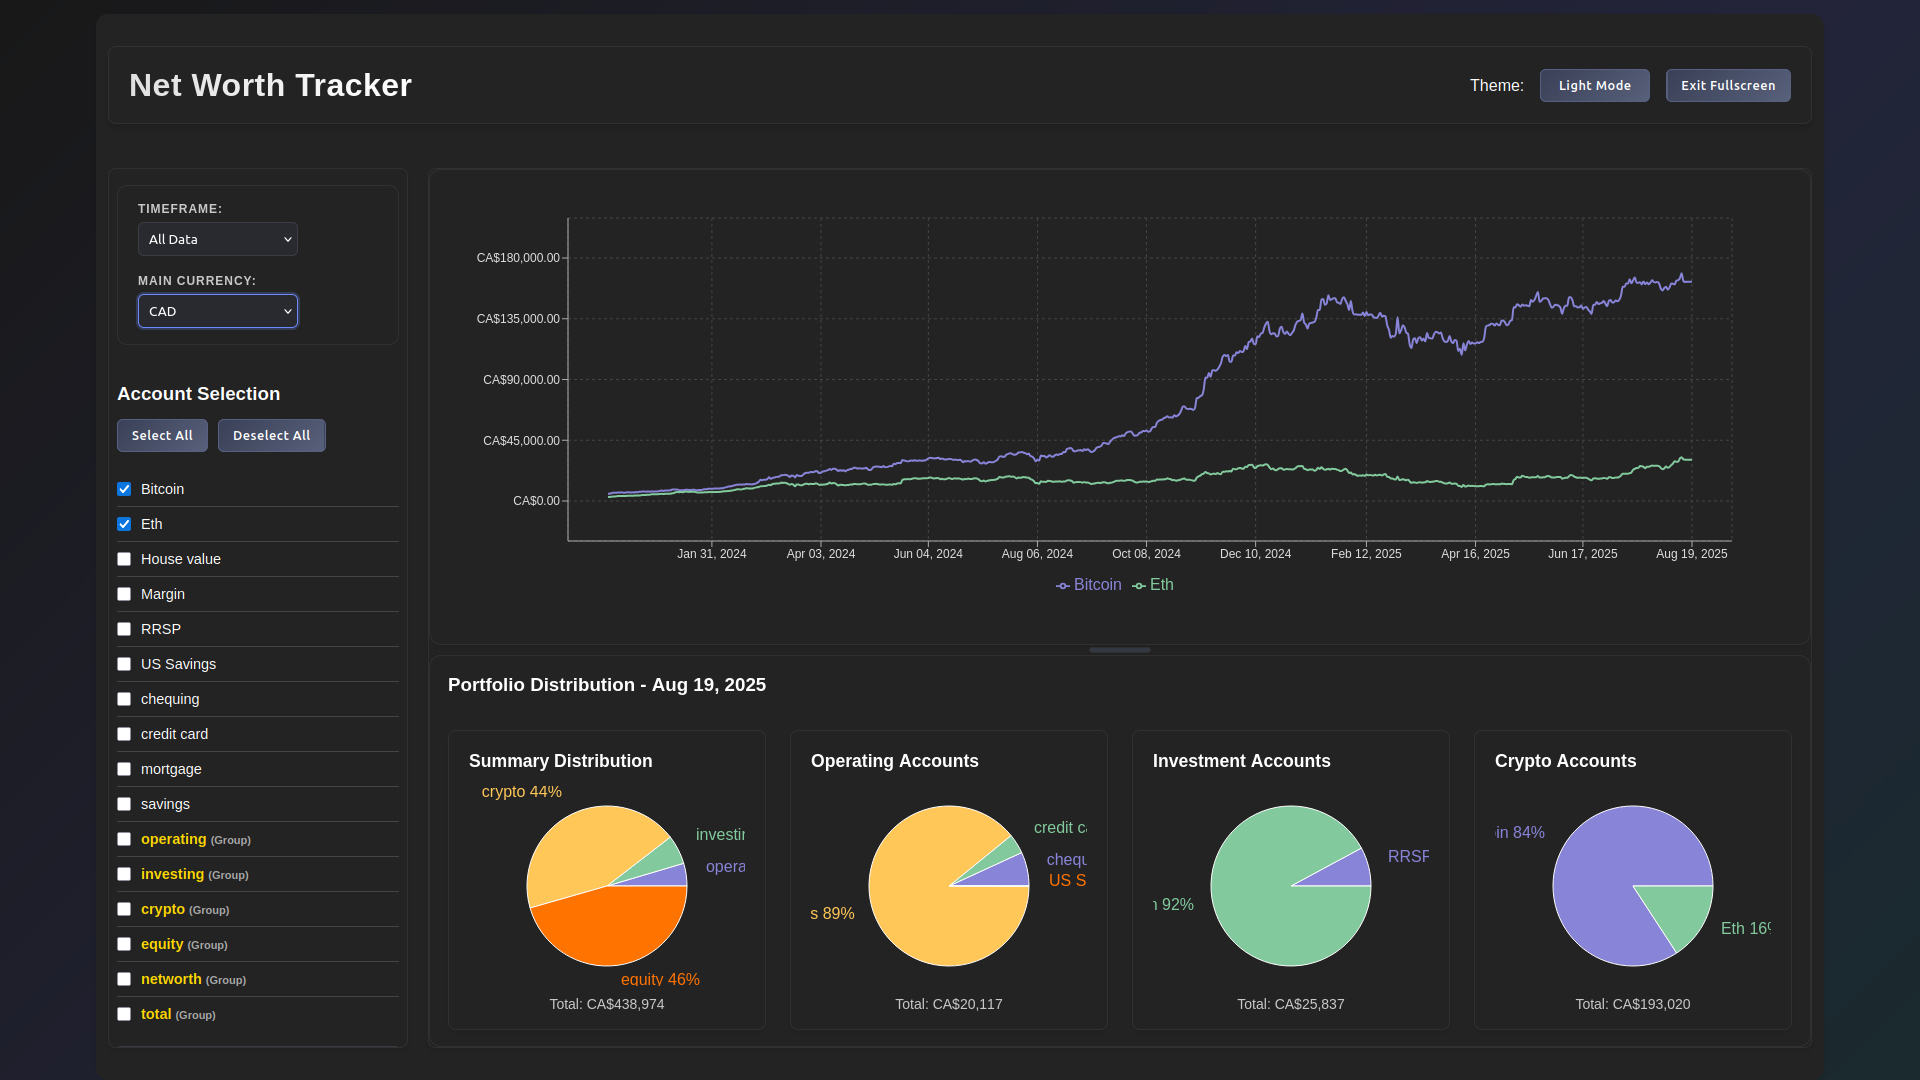 Net Worth Tracker
Theme:
Light Mode
Exit Fullscreen
TIMEFRAME:
All Data
MAIN CURRENCY:
CAD
Account Selection
Select All
Deselect All
Bitcoin
Eth
House value
Margin
RRSP
US Savings
chequing
credit card
mortgage
savings
operating (Group)
investing (Group)
crypto (Group)
equity (Group)
networth (Group)
total (Group)
CA$180,000.00
CA$135,000.00
CA$90,000.00
CA$45,000.00
CA$0.00
Jan 31, 2024
Apr 03, 2024
Jun 04, 2024
Aug 06, 2024
Oct 08, 2024
Dec 10, 2024
Feb 12, 2025
Apr 16, 2025
Jun 17, 2025
Aug 19, 2025
Bitcoin
Eth
Portfolio Distribution - Aug 19, 2025
Summary Distribution
crypto 44%
opera
equity 46%
Total: CA$438,974
Operating Accounts
credit
US S
s 89%
Total: CA$20,117
Investment Accounts
92%
Total: CA$25,837
Crypto Accounts
in 84%
Eth 16
Total: CA$193,020